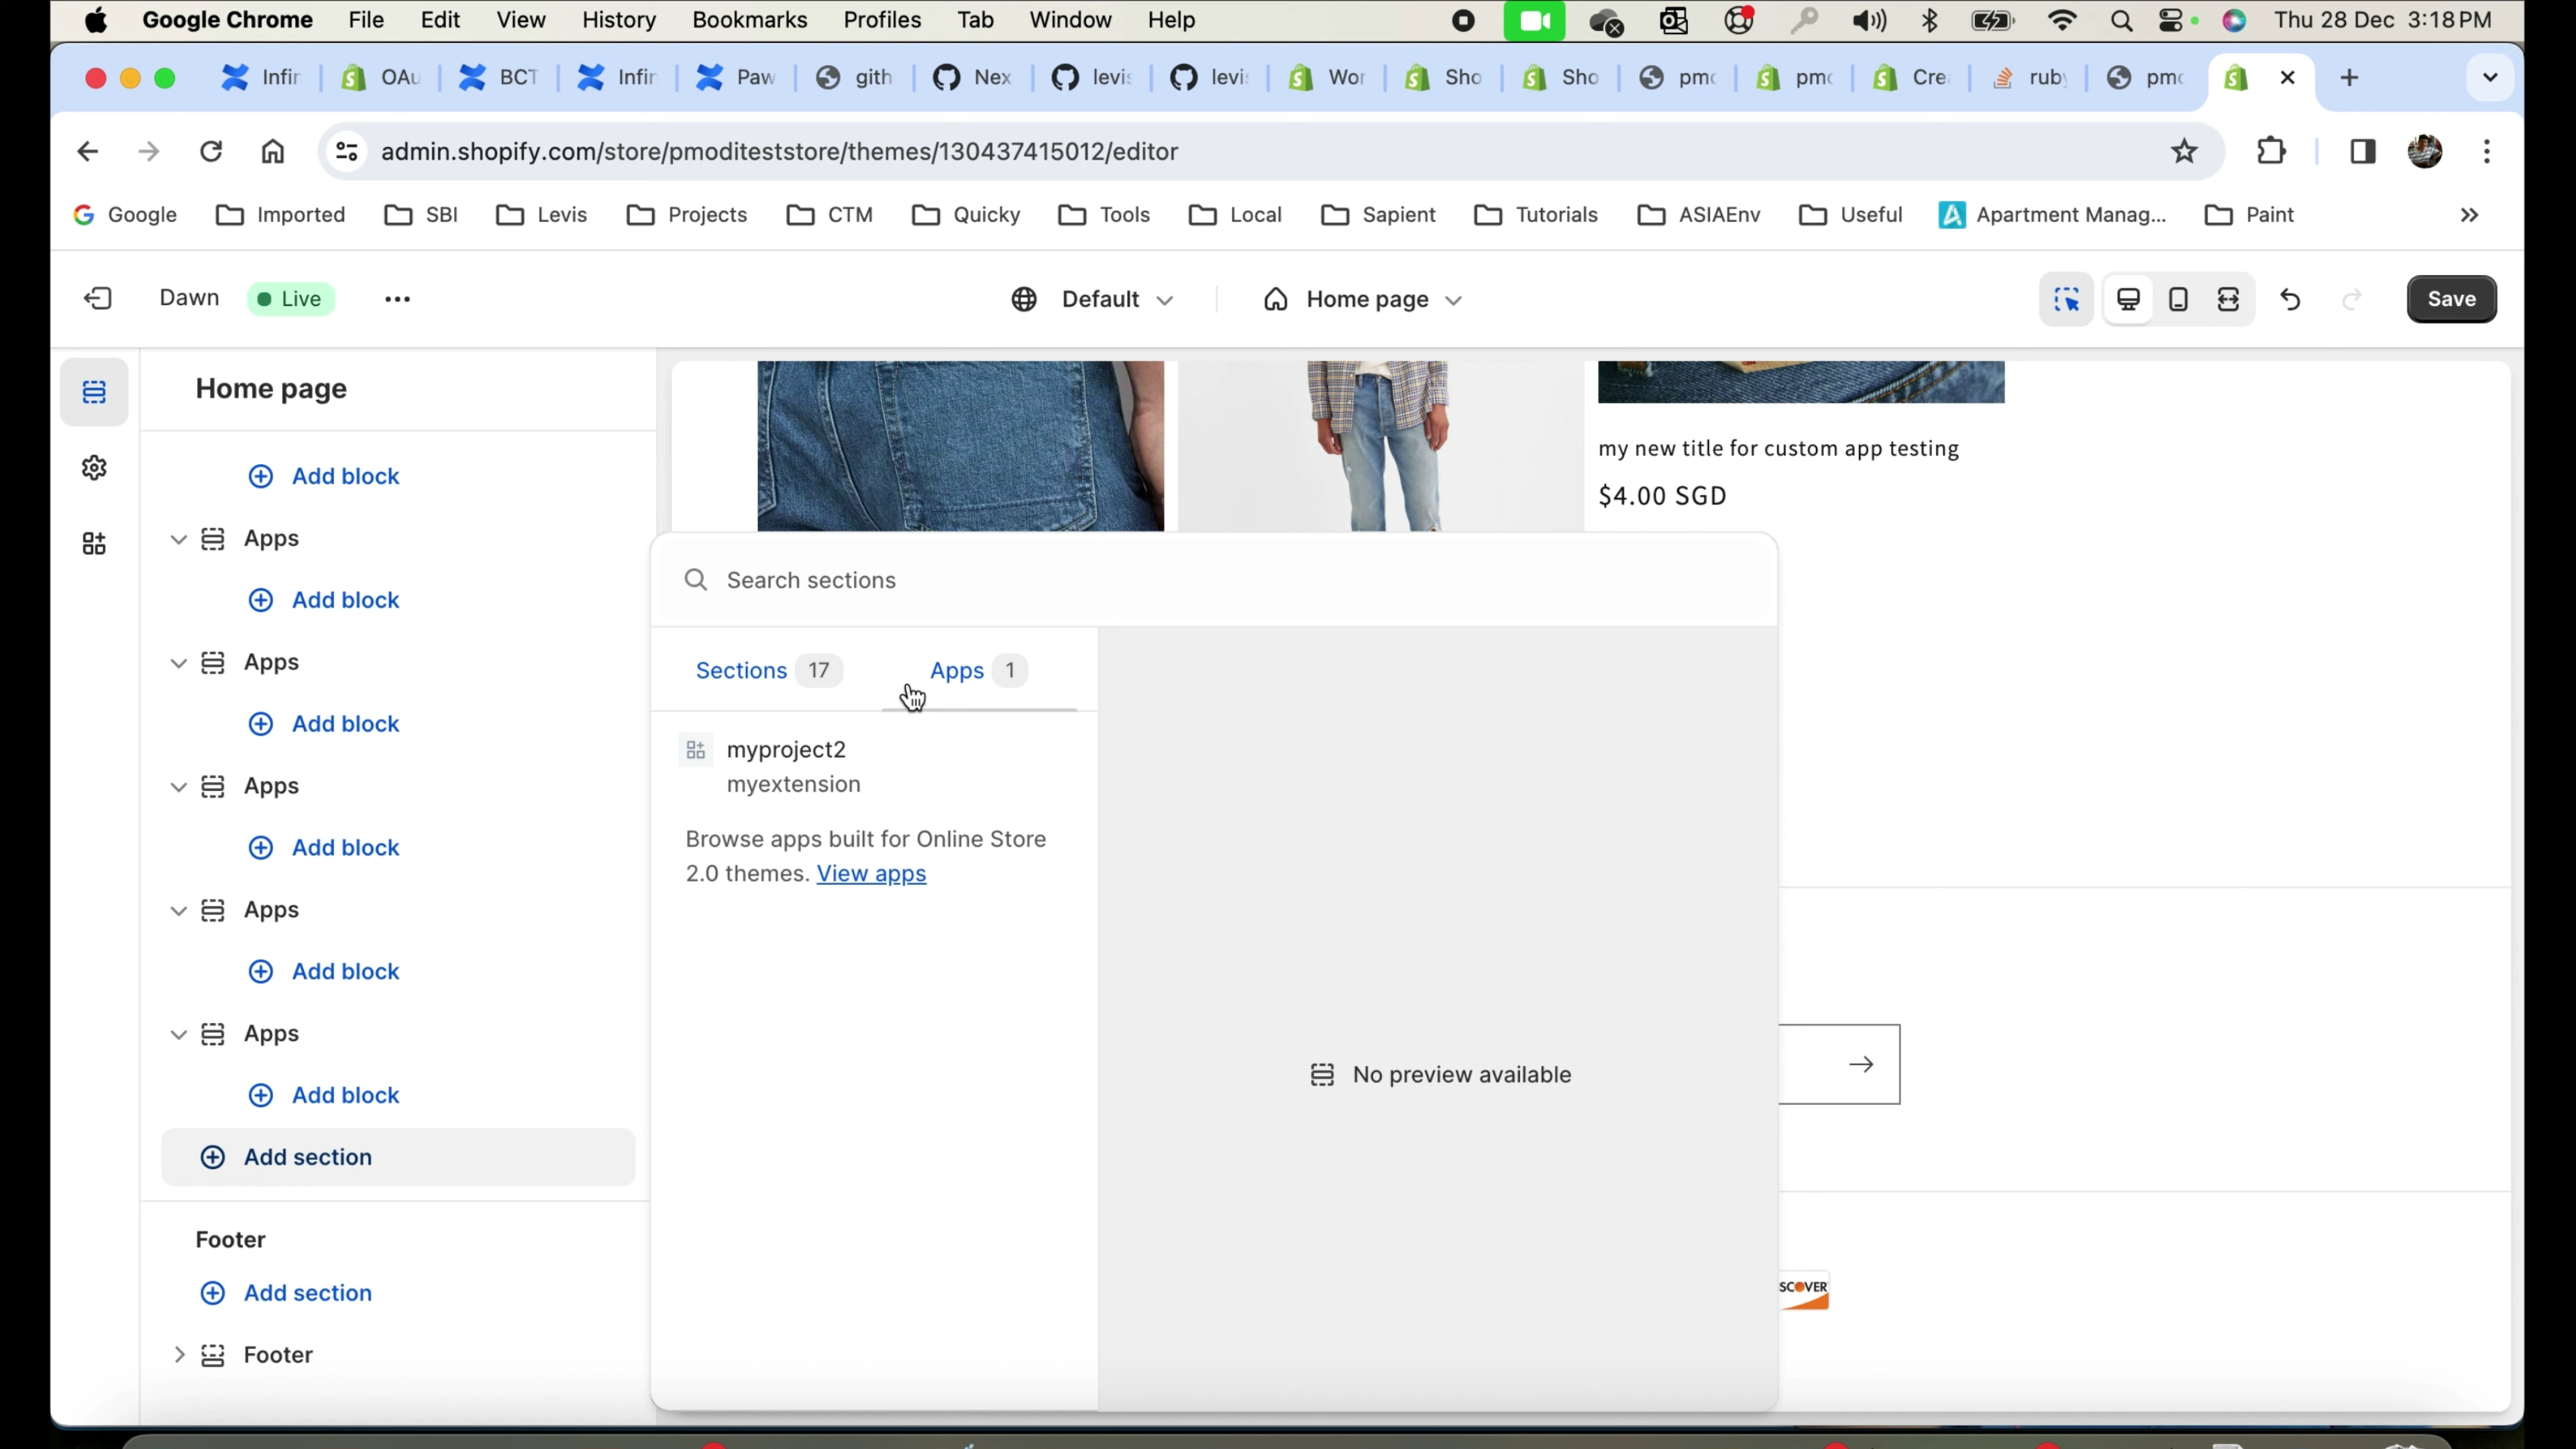 Google Chrome File Edit View History Bookmarks Profiles Tab Window Help Thu 28 Dec 3:18 PM
Infir OAu BCT Infir Paw gith Nex levi levi Wor Sho Sho pmc pmc Cre ruby pmc
admin.shopify.com/store/pmoditeststore/themes/130437415012/editor
Google Imported SBI Levis Projects CTM Quicky Tools Local Sapient Tutorials ASIAEnv Useful Apartment Manag... Paint
Dawn Live Default Home page Save
Home page
my new title for custom app testing
Add block
$4.00 SGD
Apps
Search sections
Add block
Apps
Sections 17 Apps 1
Add block
myproject2
myextension
Apps
Browse apps built for Online Store
2.0 themes. View apps
Add block
Apps
Add block
Apps
No preview available
Add block
Add section
Footer
Add section
SCOVER
Footer